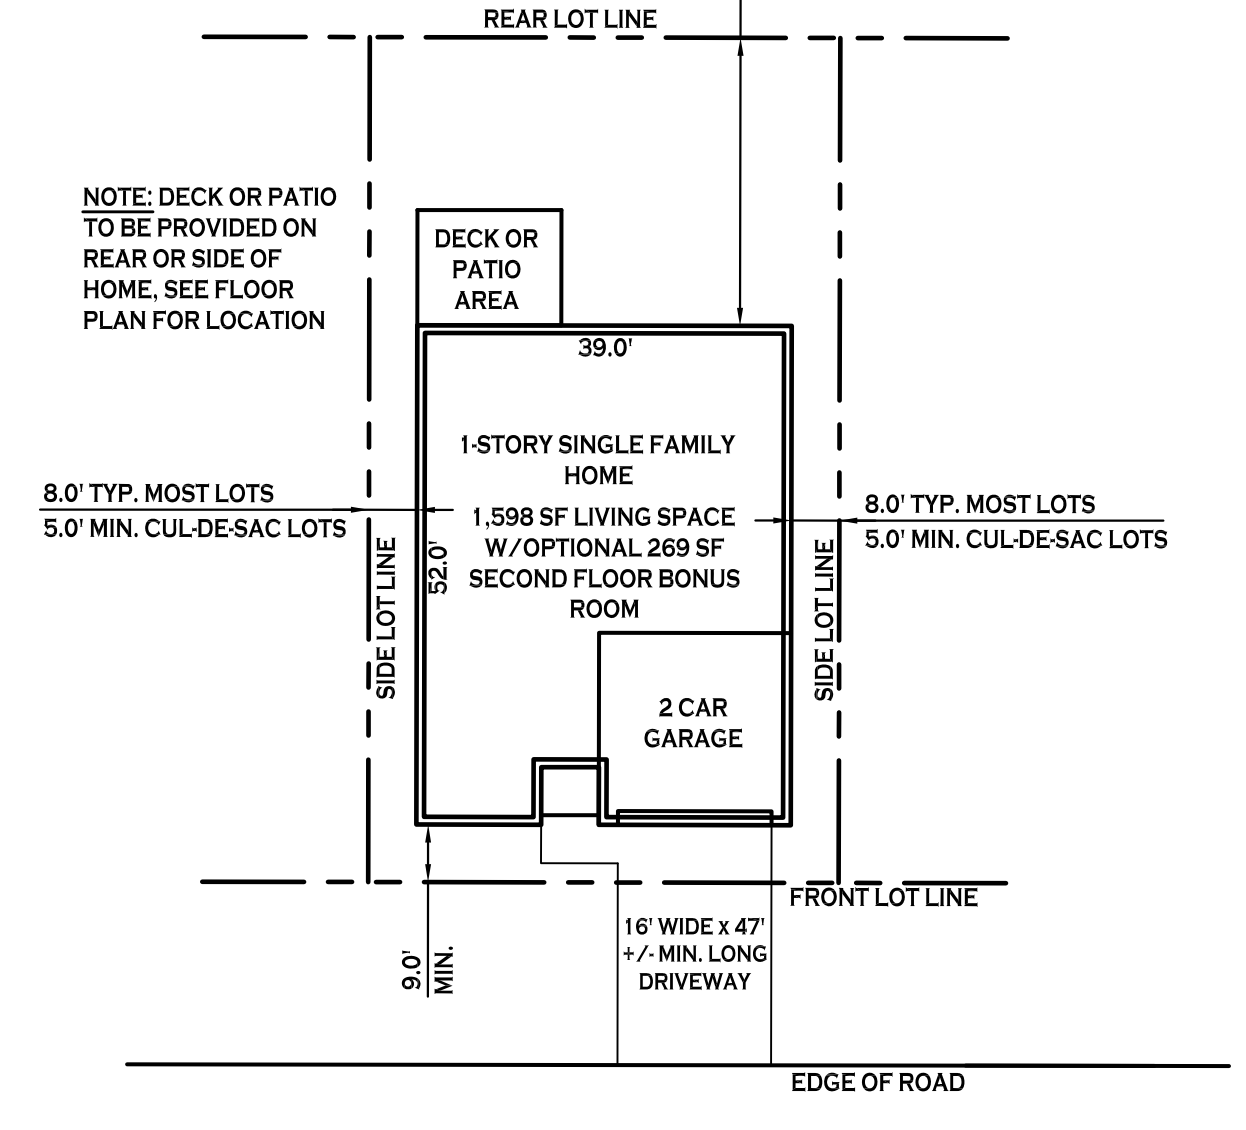 REAR LOT LINE
NOTE: DECK OR PATIO
TO BE PROVIDED ON
REAR OR SIDE OF
HOME, SEE FLOOR
PLAN FOR LOCATION
DECK OR
PATIO
AREA
39.0'
1-STORY SINGLE FAMILY
HOME
1,598 SF LIVING SPACE
W/OPTIONAL 269 SF
SECOND FLOOR BONUS
ROOM
8.0' TYP. MOST LOTS
5.0' MIN. CUL-DE-SAC LOTS
52.0'
SIDE LOT LINE
8.0' TYP. MOST LOTS
5.0' MIN. CUL-DE-SAC LOTS
SIDE LOT LINE
2 CAR
GARAGE
FRONT LOT LINE
9.0'
MIN.
16' WIDE x 47'
+/- MIN. LONG
DRIVEWAY
EDGE OF ROAD